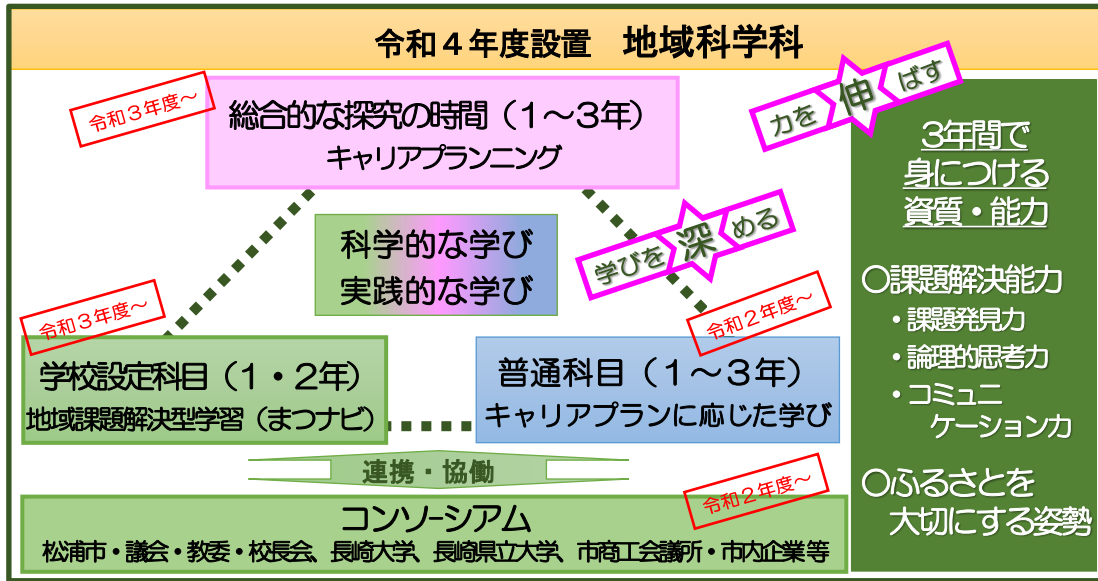 令和４年度設置　地域科学科
令和３年度～
総合的な探究の時間（１～３年）
キャリアプランニング
力を伸ばす
科学的な学び
実践的な学び
学びを深める
令和３年度～
学校設定科目（１・２年）
地域課題解決型学習（まつナビ）
令和２年度～
普通科目（１～３年）
キャリアプランに応じた学び
連携・協働
令和２年度～
コンソーシアム
松浦市・議会・教委・校長会、長崎大学、長崎県立大学、市商工会議所・市内企業等
３年間で
身につける
資質・能力
○課題解決能力
・課題発見力
・論理的思考力
・コミュニ
ケーション力
○ふるさとを
大切にする姿勢